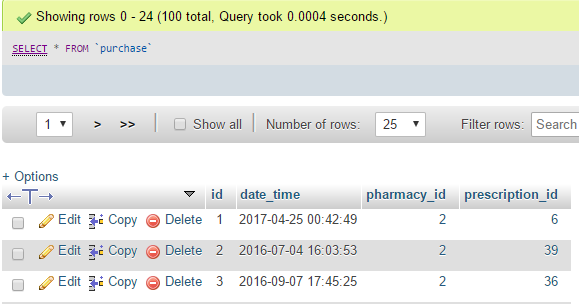 Showing rows 0 - 24 (100 total, Query took 0.0004 seconds.)
SELECT * FROM `purchase`
1 > >> Show all Number of rows: 25 Filter rows: Search
+ Options
id date_time pharmacy_id prescription_id
Edit Copy Delete 1 2017-04-25 00:42:49 2 6
Edit Copy Delete 2 2016-07-04 16:03:53 2 39
Edit Copy Delete 3 2016-09-07 17:45:25 2 36